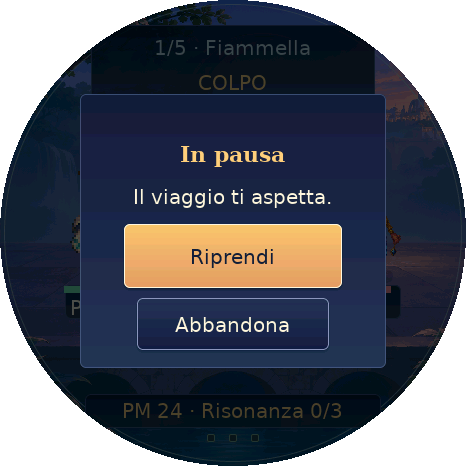 1/5 · Fiammella
COLPO
In pausa
Il viaggio ti aspetta.
Riprendi
Abbandona
PM 24 · Risonanza 0/3